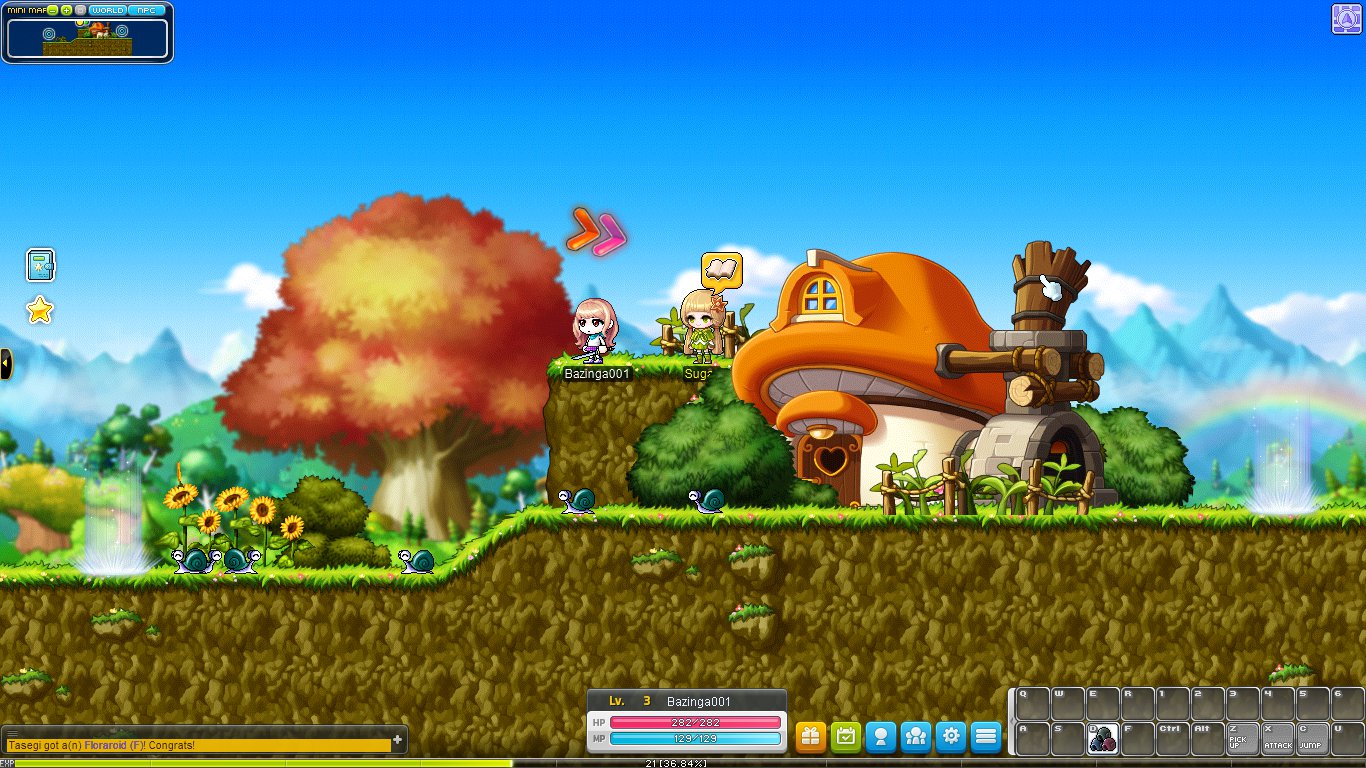 MINI MAP WORLD NPC
Bazinga001
Suga
Lv. 3 Bazinga001
HP 282/282
MP 129/129
Tasegi got a(n) Floraroid (F)! Congrats!
EXP 21 [36.84%]
Q W E R 1 2 3 4 5 6
A S D F Ctrl Alt Z PICK UP X ATTACK C JUMP U